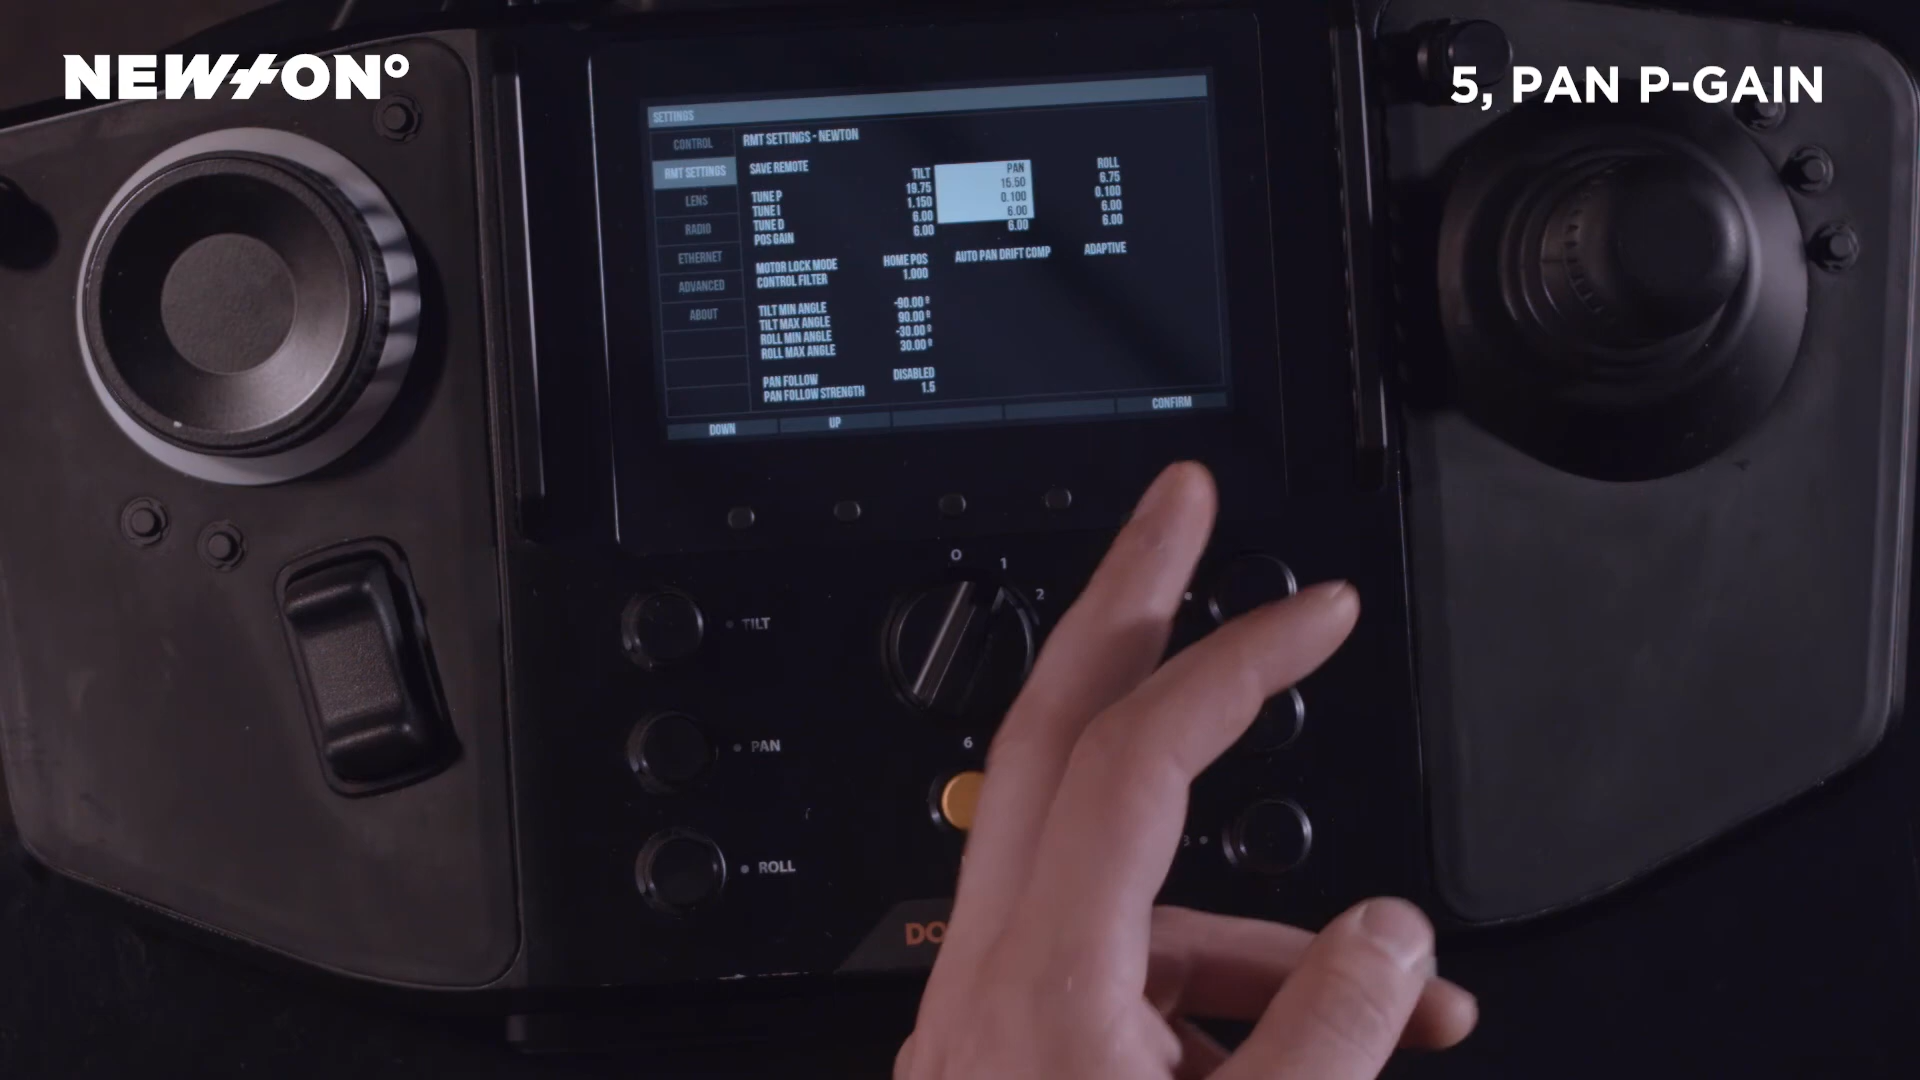 NEWTON°
5, PAN P-GAIN
SETTINGS
CONTROL
RMT SETTINGS
LENS
RADIO
ETHERNET
ADVANCED
ABOUT
RMT SETTINGS - NEWTON
SAVE REMOTE
TILT PAN ROLL
TUNE P 19.75 15.50 6.75
TUNE I 1.150 0.100 0.100
TUNE D 6.00 6.00 6.00
POS GAIN 6.00 6.00 6.00
MOTOR LOCK MODE HOME POS AUTO PAN DRIFT COMP ADAPTIVE
CONTROL FILTER 1.000
TILT MIN ANGLE -90.00°
TILT MAX ANGLE 90.00°
ROLL MIN ANGLE -30.00°
ROLL MAX ANGLE 30.00°
PAN FOLLOW DISABLED
PAN FOLLOW STRENGTH 1.5
DOWN UP CONFIRM
0
1
2
TILT
PAN
6
ROLL